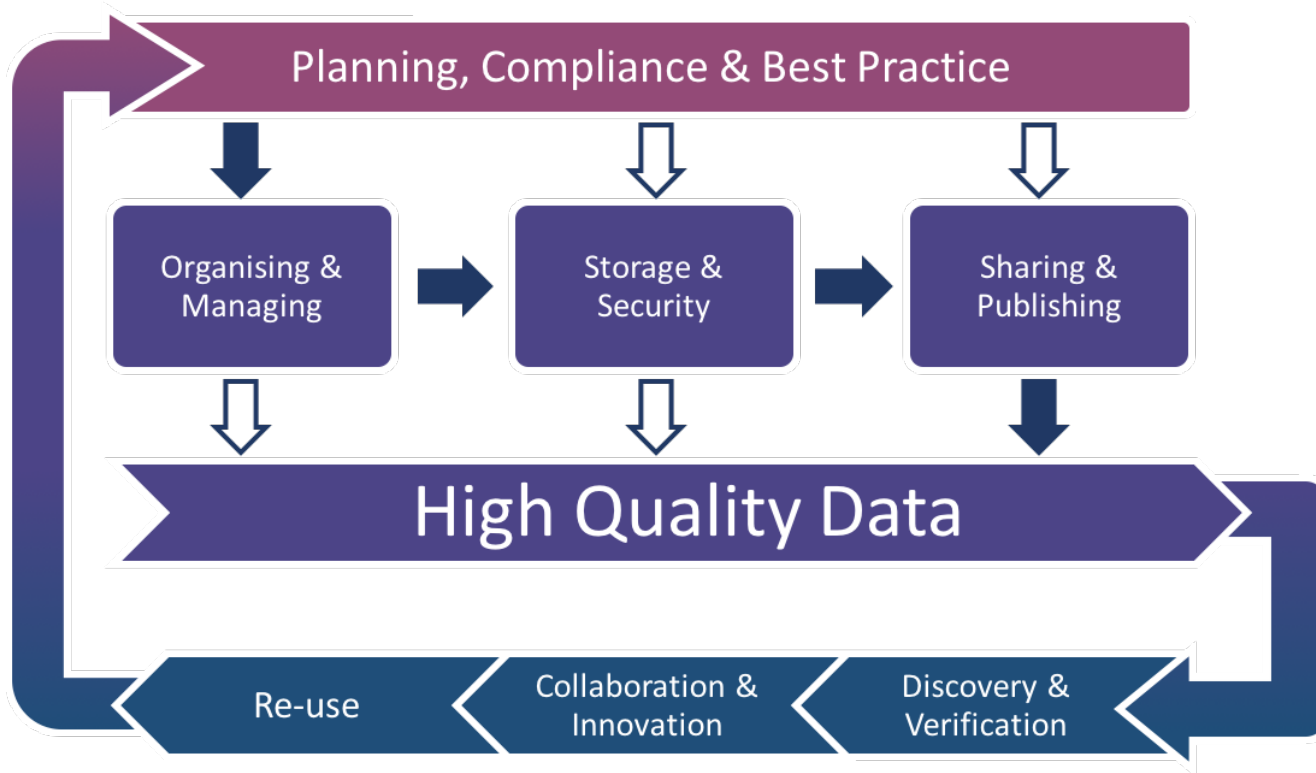 Planning, Compliance & Best Practice
Organising &
Managing
Storage &
Security
Sharing &
Publishing
High Quality Data
Re-use
Collaboration &
Innovation
Discovery &
Verification